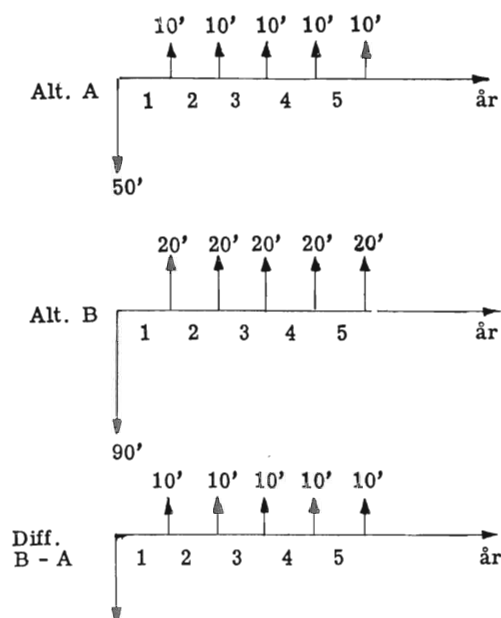 10' 10' 10' 10' 10'
Alt. A
1 2 3 4 5 år
50'
20' 20' 20' 20' 20'
Alt. B
1 2 3 4 5 år
90'
10' 10' 10' 10' 10'
Diff.
B - A
1 2 3 4 5 år